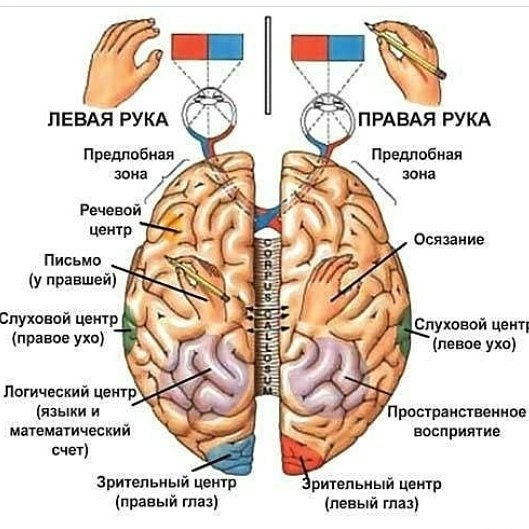 ЛЕВАЯ РУКА
ПРАВАЯ РУКА
Предлобная
зона
Предлобная
зона
Речевой
центр
Осязание
Письмо
(у правшей)
Слуховой центр
(правое ухо)
Слуховой центр
(левое ухо)
Логический центр
(языки и
математический
счет)
Пространственное
восприятие
Зрительный центр
(правый глаз)
Зрительный центр
(левый глаз)
CORPUS CALLOSUM